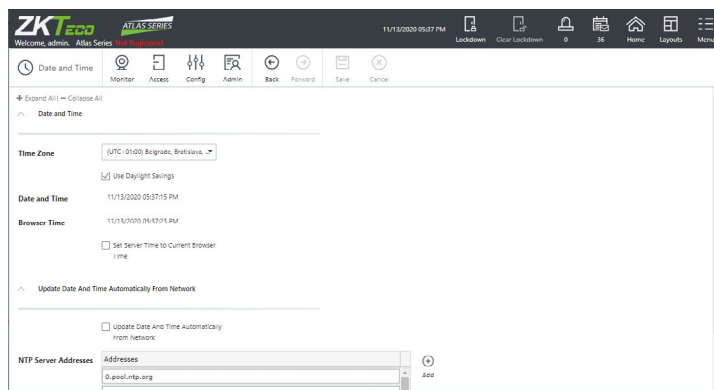 ZKTeco ATLAS SERIES
Welcome, admin. Atlas Series Not Registered
11/13/2020 05:37 PM
Lockdown Clear Lockdown 0 36 Home Layouts Menu
Date and Time
Monitor Access Config Admin Back Forward Save Cancel
+ Expand All | − Collapse All
Date and Time
Time Zone (UTC+01:00) Belgrade, Bratislava, ...
Use Daylight Savings
Date and Time 11/13/2020 05:37:15 PM
Browser Time 11/13/2020 05:37:23 PM
Set Server Time to Current Browser
Time
Update Date And Time Automatically From Network
Update Date And Time Automatically
From Network
NTP Server Addresses Addresses
Add
0.pool.ntp.org